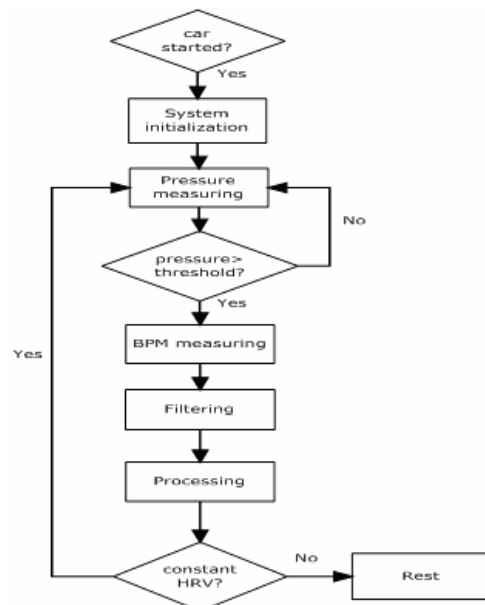 car
started?
Yes
System
initialization
Pressure
measuring
No
pressure>
threshold?
Yes
BPM measuring
Yes
Filtering
Processing
constant
HRV?
No
Rest